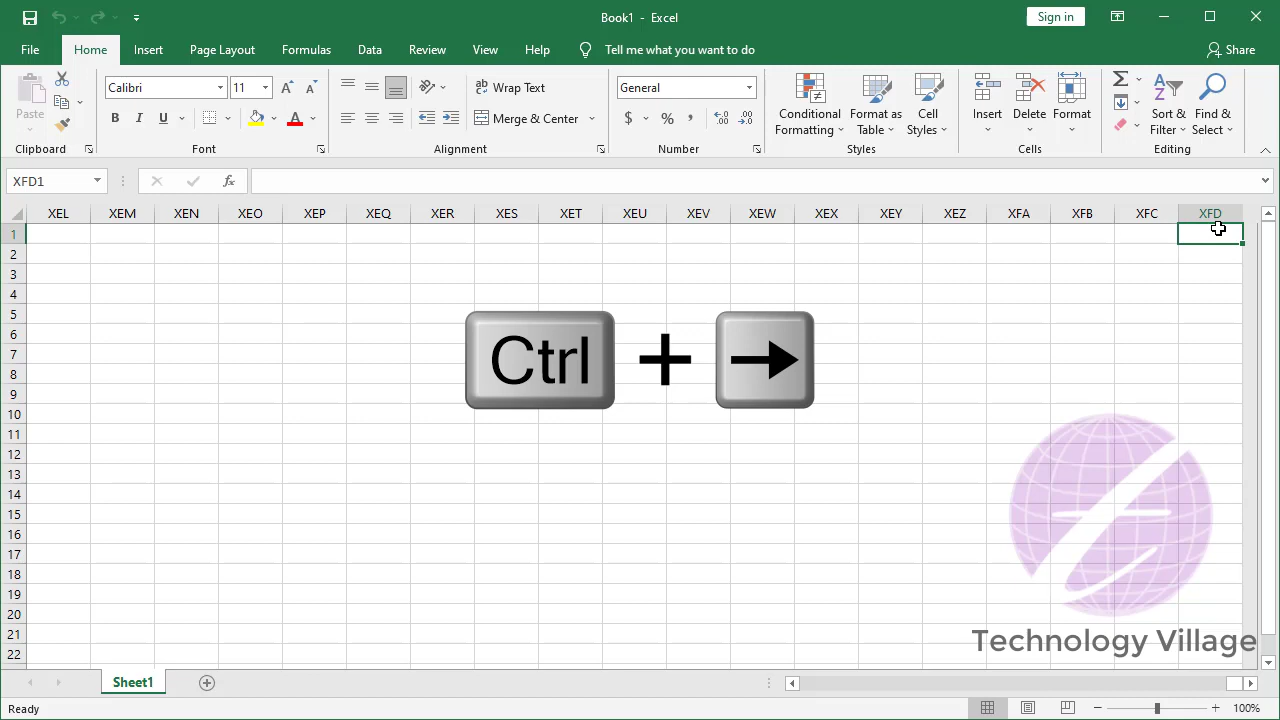 Book1 - Excel
Sign in
File Home Insert Page Layout Formulas Data Review View Help Tell me what you want to do Share
Paste
Calibri 11
B I U A
Wrap Text
Merge & Center
General
$ % ,
Conditional Formatting
Format as Table
Cell Styles
Insert Delete Format
Sort & Filter
Find & Select
Clipboard Font Alignment Number Styles Cells Editing
XFD1 fx
XEL XEM XEN XEO XEP XEQ XER XES XET XEU XEV XEW XEX XEY XEZ XFA XFB XFC XFD
1
2
3
4
5
6
7
8
9
10
11
12
13
14
15
16
17
18
19
20
21
22
Ctrl + →
Technology Village
Sheet1
Ready 100%